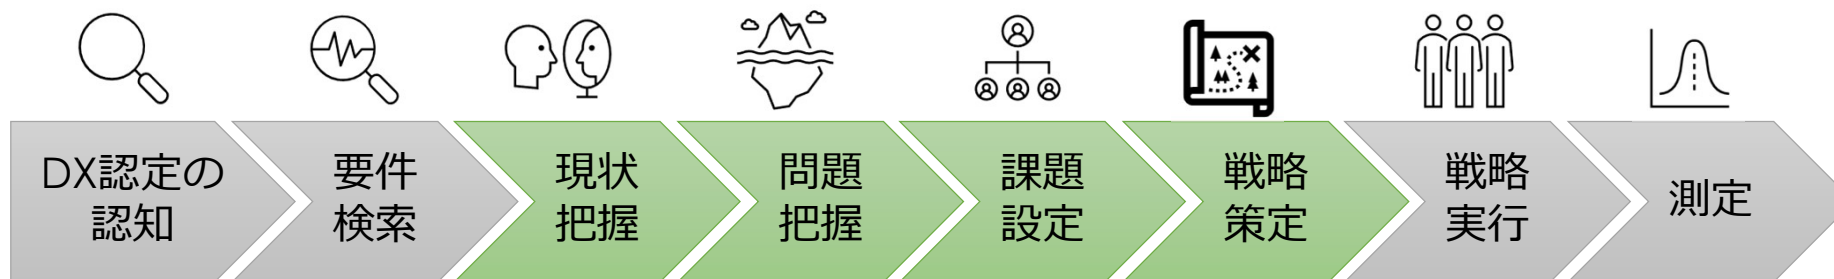 DX認定の
認知
要件
検索
現状
把握
問題
把握
課題
設定
戦略
策定
戦略
実行
測定